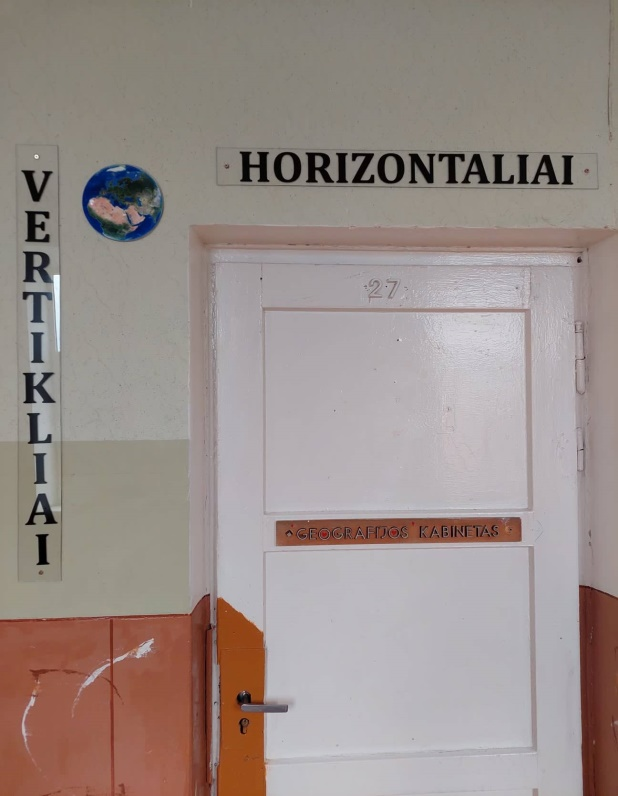 HORIZONTALIAI
VERTIKLIAI
27
GEOGRAFIJOS KABINETAS